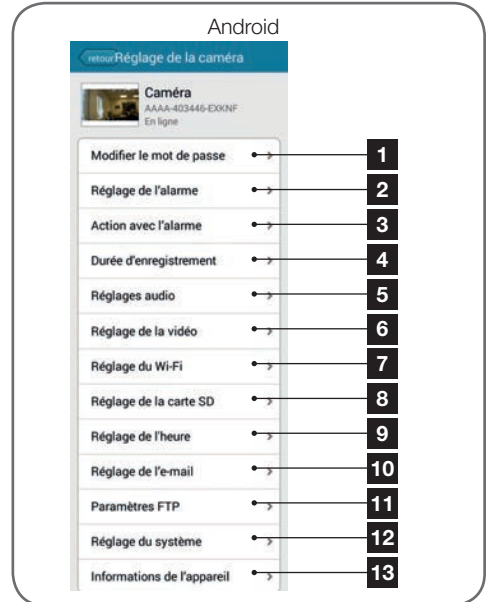 Android
retour Réglage de la caméra
Caméra
AAAA-403446-EXKNF
En ligne
Modifier le mot de passe > 1
Réglage de l'alarme > 2
Action avec l'alarme > 3
Durée d'enregistrement > 4
Réglages audio > 5
Réglage de la vidéo > 6
Réglage du Wi-Fi > 7
Réglage de la carte SD > 8
Réglage de l'heure > 9
Réglage de l'e-mail > 10
Paramètres FTP > 11
Réglage du système > 12
Informations de l'appareil > 13